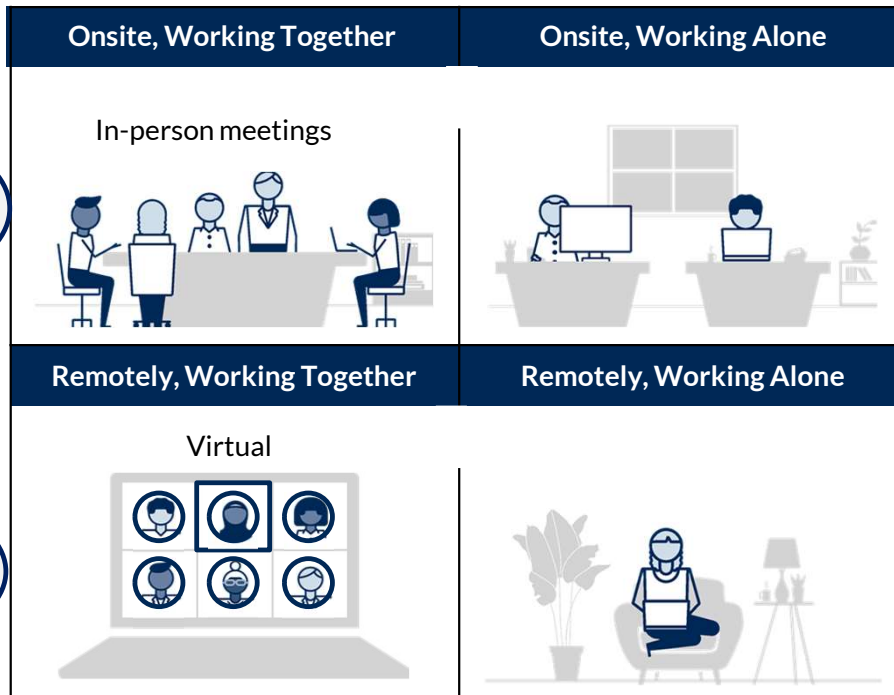 Onsite, Working Together
Onsite, Working Alone
In-person meetings
Remotely, Working Together
Remotely, Working Alone
Virtual